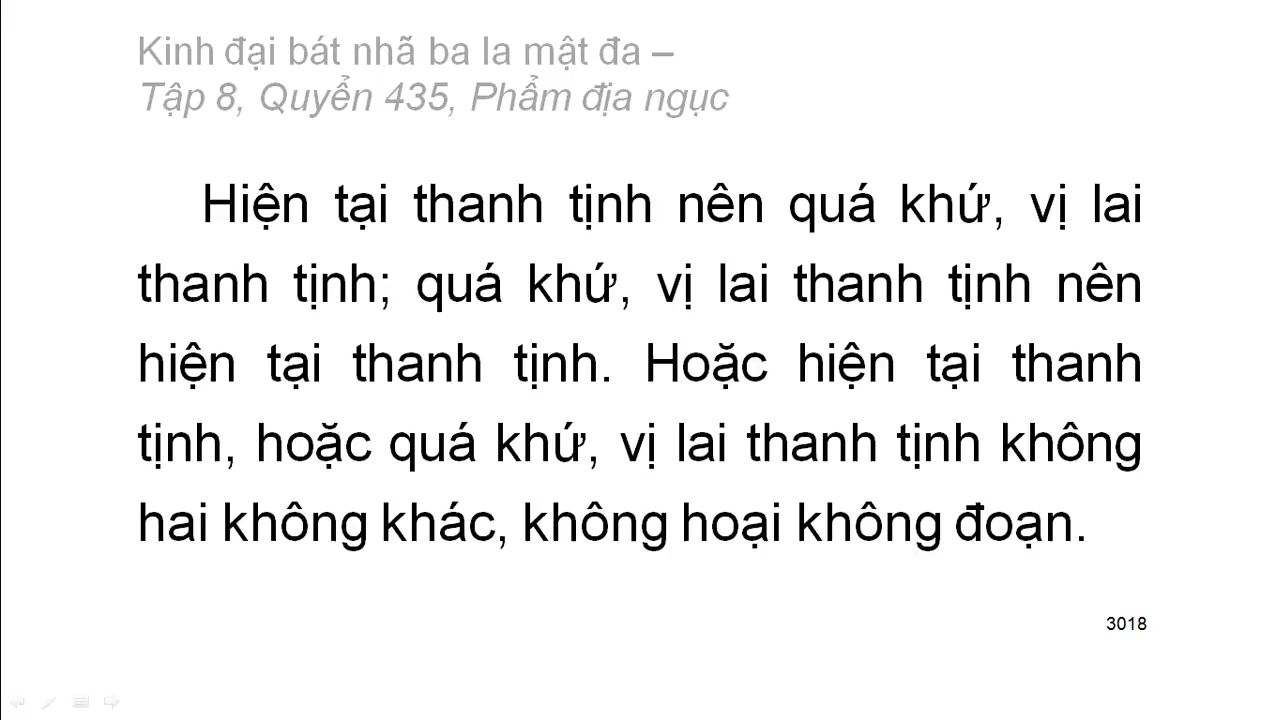 Kinh đại bát nhã ba la mật đa –
Tập 8, Quyển 435, Phẩm địa ngục
Hiện tại thanh tịnh nên quá khứ, vị lai
thanh tịnh; quá khứ, vị lai thanh tịnh nên
hiện tại thanh tịnh. Hoặc hiện tại thanh
tịnh, hoặc quá khứ, vị lai thanh tịnh không
hai không khác, không hoại không đoạn.
3018